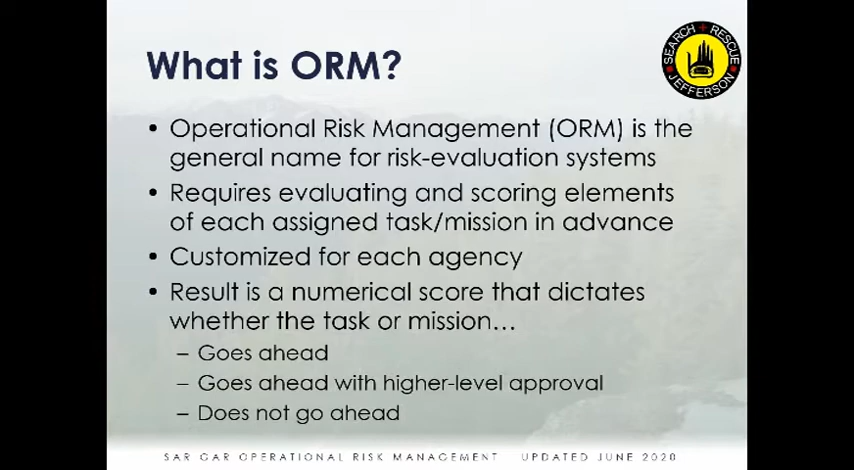 What is ORM?
SEARCH + RESCUE
JEFFERSON
• Operational Risk Management (ORM) is the
general name for risk-evaluation systems
• Requires evaluating and scoring elements
of each assigned task/mission in advance
• Customized for each agency
• Result is a numerical score that dictates
whether the task or mission…
– Goes ahead
– Goes ahead with higher-level approval
– Does not go ahead
SAR GAR OPERATIONAL RISK MANAGEMENT UPDATED JUNE 2020